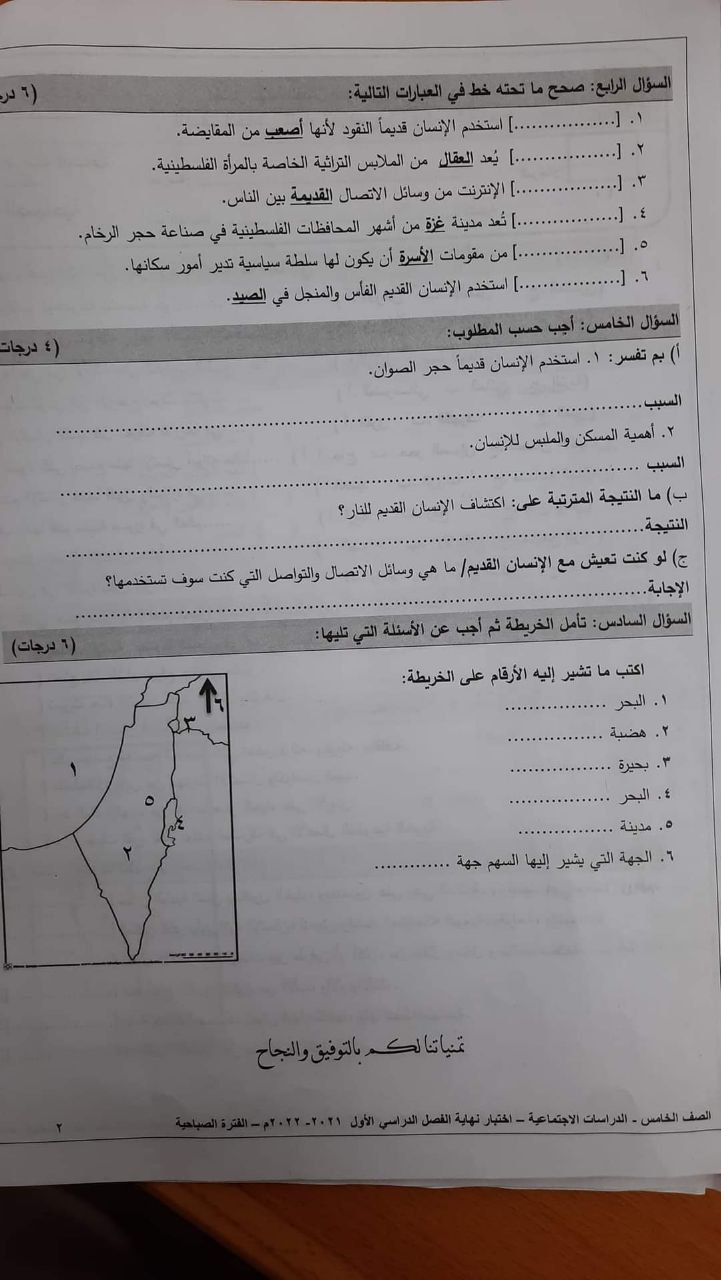 السؤال الرابع: صحح ما تحته خط في العبارات التالية: (٦ درج
١. [.................] استخدم الإنسان قديماً النقود لأنها أصعب من المقايضة.
٢. [.................] يُعد العقال من الملابس التراثية الخاصة بالمرأة الفلسطينية.
٣. [.................] الإنترنت من وسائل الاتصال القديمة بين الناس.
٤. [.................] تُعد مدينة غزة من أشهر المحافظات الفلسطينية في صناعة حجر الرخام.
٥. [.................] من مقومات الأسرة أن يكون لها سلطة سياسية تدير أمور سكانها.
٦. [.................] استخدم الإنسان القديم الفأس والمنجل في الصيد.
السؤال الخامس: أجب حسب المطلوب: (٤ درجات
أ) بم تفسر: ١. استخدم الإنسان قديماً حجر الصوان.
السبب................................................................
٢. أهمية المسكن والملبس للإنسان.
السبب ................................................................
ب) ما النتيجة المترتبة على: اكتشاف الإنسان القديم للنار؟
النتيجة................................................................
ج) لو كنت تعيش مع الإنسان القديم/ ما هي وسائل الاتصال والتواصل التي كنت سوف تستخدمها؟
الإجابة................................................................
السؤال السادس: تأمل الخريطة ثم أجب عن الأسئلة التي تليها: (٦ درجات)
اكتب ما تشير إليه الأرقام على الخريطة:
١. البحر .................
٢. هضبة ................
٣. بحيرة .................
٤. البحر .................
٥. مدينة ................
٦. الجهة التي يشير إليها السهم جهة .............
٦
٣
١
٥
٤
٢
تمنياتنا لكم بالتوفيق والنجاح
الصف الخامس - الدراسات الاجتماعية – اختبار نهاية الفصل الدراسي الأول ٢٠٢١- ٢٠٢٢م – الفترة الصباحية ٢